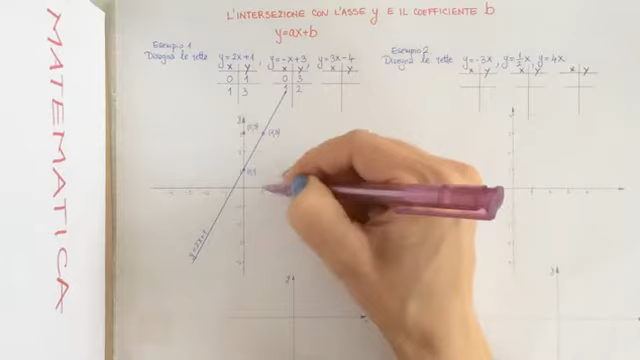 MATEMATICA
L'INTERSEZIONE CON L'ASSE y E IL COEFFICIENTE b
y=ax+b
Esempio 1
Disegna le rette y=2x+1, y=-x+3, y=3x-4
x y
0 1
1 3
x y
0 3
1 2
x y
Esempio 2
Disegna le rette y=-3x, y=1/2x, y=4x
x y
x y
x y
y=2x+1